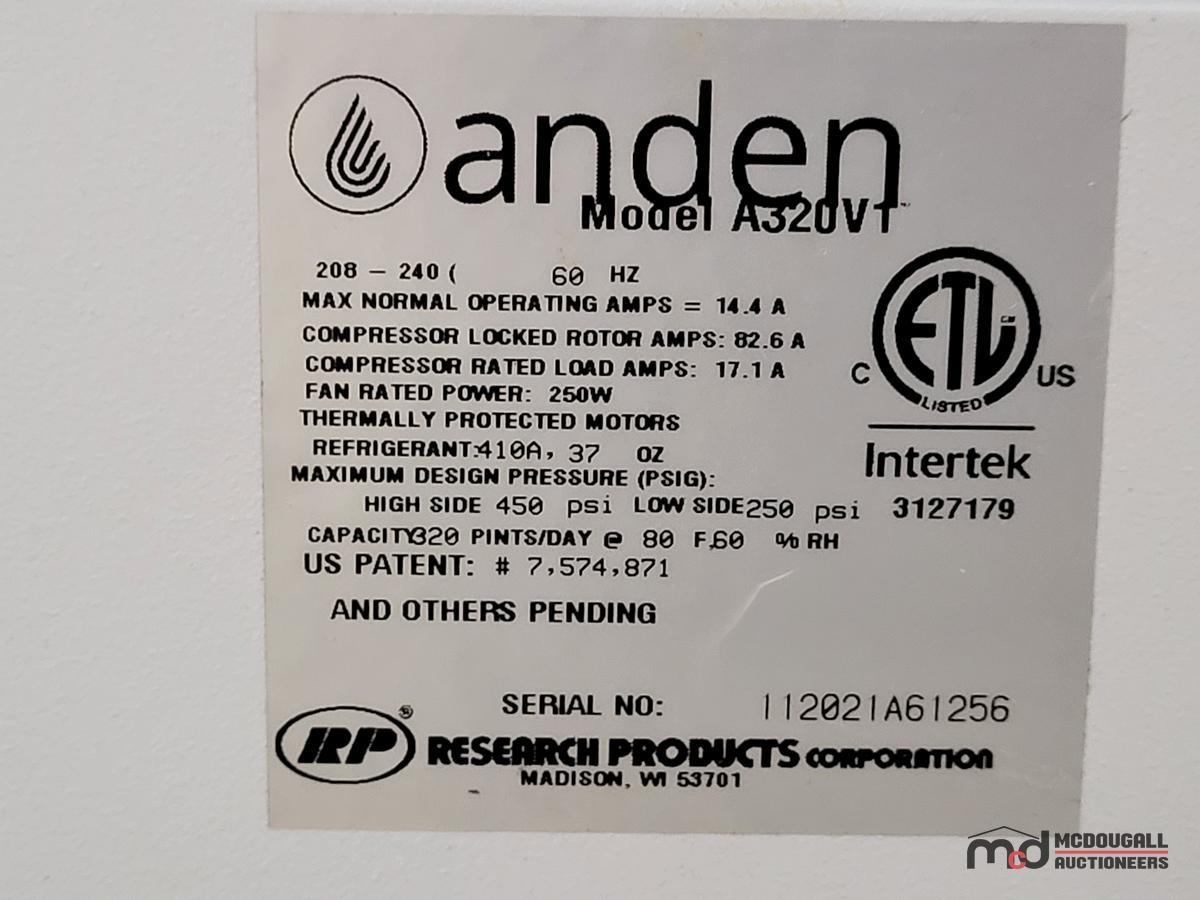 anden
Model A320V1
208 – 240 ( 60 HZ
MAX NORMAL OPERATING AMPS = 14.4 A
COMPRESSOR LOCKED ROTOR AMPS: 82.6 A
COMPRESSOR RATED LOAD AMPS: 17.1 A
FAN RATED POWER: 250W
THERMALLY PROTECTED MOTORS
REFRIGERANT:410A, 37 OZ
MAXIMUM DESIGN PRESSURE (PSIG):
HIGH SIDE 450 psi LOW SIDE250 psi
CAPACITY320 PINTS/DAY @ 80 F,60 % RH
US PATENT: # 7,574,871
AND OTHERS PENDING
ETL
CM
C US
LISTED
Intertek
3127179
SERIAL NO: 112021A61256
RP®
RESEARCH PRODUCTS CORPORATION
MADISON, WI 53701
mcd MCDOUGALL
AUCTIONEERS